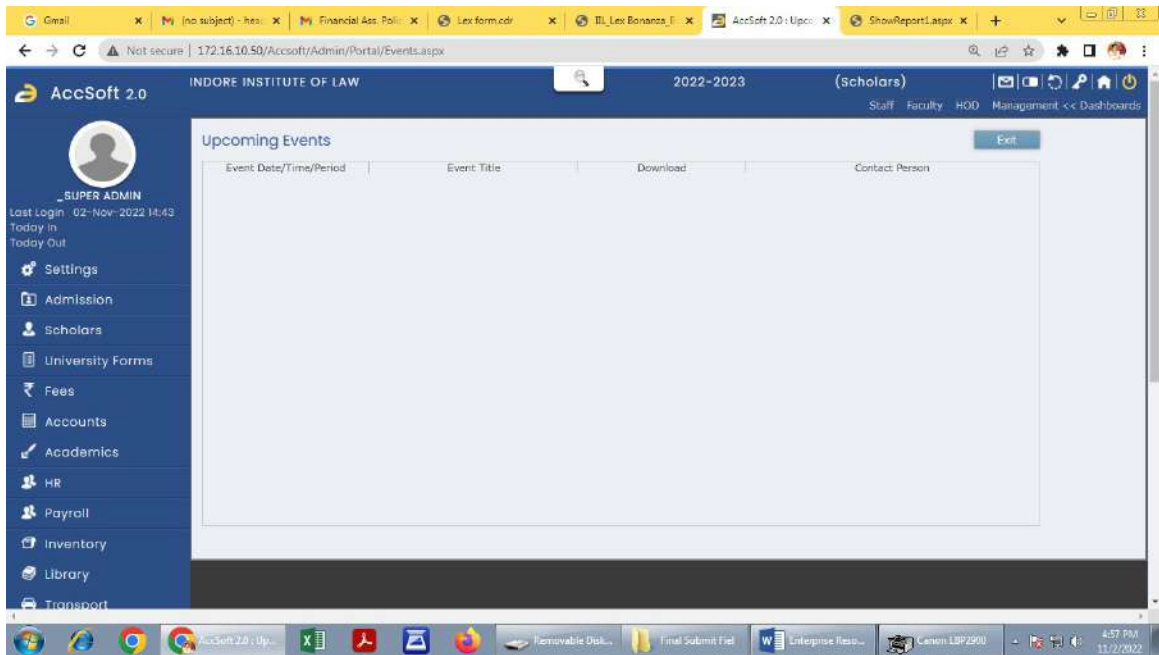 Gmail
(no subject) - hea
Financial Ass. Poli
Lex form.cdr
IIL_Lex Bonanza_
AccSoft 2.0 : Upc
ShowReport1.aspx
Not secure | 172.16.10.50/Accsoft/Admin/Portal/Events.aspx
AccSoft 2.0
INDORE INSTITUTE OF LAW
2022-2023
(Scholars)
Staff Faculty HOD Management << Dashboards
Upcoming Events
Exit
Event Date/Time/Period
Event Title
Download
Contact Person
_SUPER ADMIN
Last Login 02-Nov-2022 14:43
Today In
Today Out
Settings
Admission
Scholars
University Forms
Fees
Accounts
Academics
HR
Payroll
Inventory
Library
Transport
AccSoft 2.0 : Up...
Removable Disk...
Final Submit Fiel
Enterprise Reso...
Canon LBP2900
4:57 PM
11/2/2022